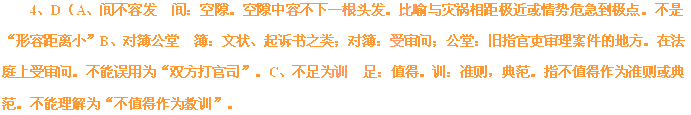 4、D（A、间不容发　间：空隙。空隙中容不下一根头发。比喻与灾祸相距极近或情势危急到极点。不是
“形容距离小”B、对簿公堂　簿：文状、起诉书之类；对簿：受审问；公堂：旧指官吏审理案件的地方。在法
庭上受审问。不能误用为“双方打官司”。C、不足为训　足：值得。训：准则，典范。指不值得作为准则或典
范。不能理解为“不值得作为教训”。